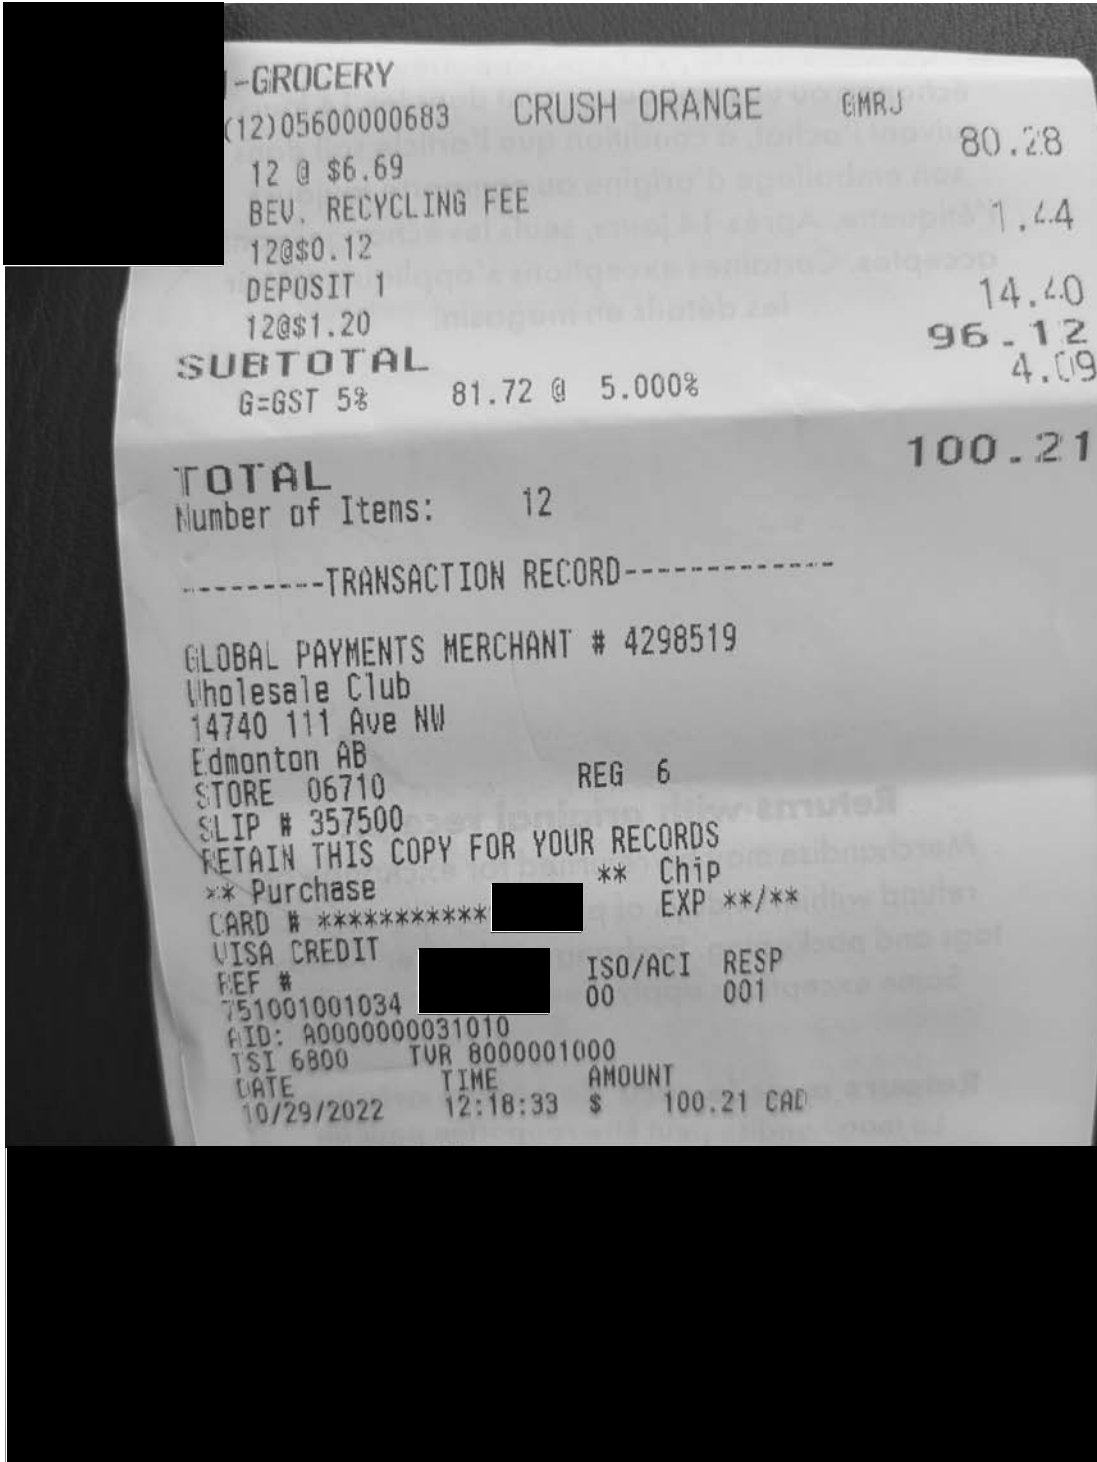 -GROCERY
(12)05600000683 CRUSH ORANGE GMRJ
12 @ $6.69 80.28
BEV. RECYCLING FEE
12@$0.12 1.44
DEPOSIT 1
12@$1.20 14.40
SUBTOTAL 96.12
G=GST 5% 81.72 @ 5.000% 4.09
TOTAL 100.21
Number of Items: 12
---------TRANSACTION RECORD-------------
GLOBAL PAYMENTS MERCHANT # 4298519
Wholesale Club
14740 111 Ave NW
Edmonton AB
STORE 06710 REG 6
SLIP # 357500
RETAIN THIS COPY FOR YOUR RECORDS
** Purchase ** Chip
CARD # *********** EXP **/**
VISA CREDIT
REF # ISO/ACI RESP
751001001034 00 001
AID: A0000000031010
TSI 6800 TVR 8000001000
DATE TIME AMOUNT
10/29/2022 12:18:33 $ 100.21 CAD
Returns with original